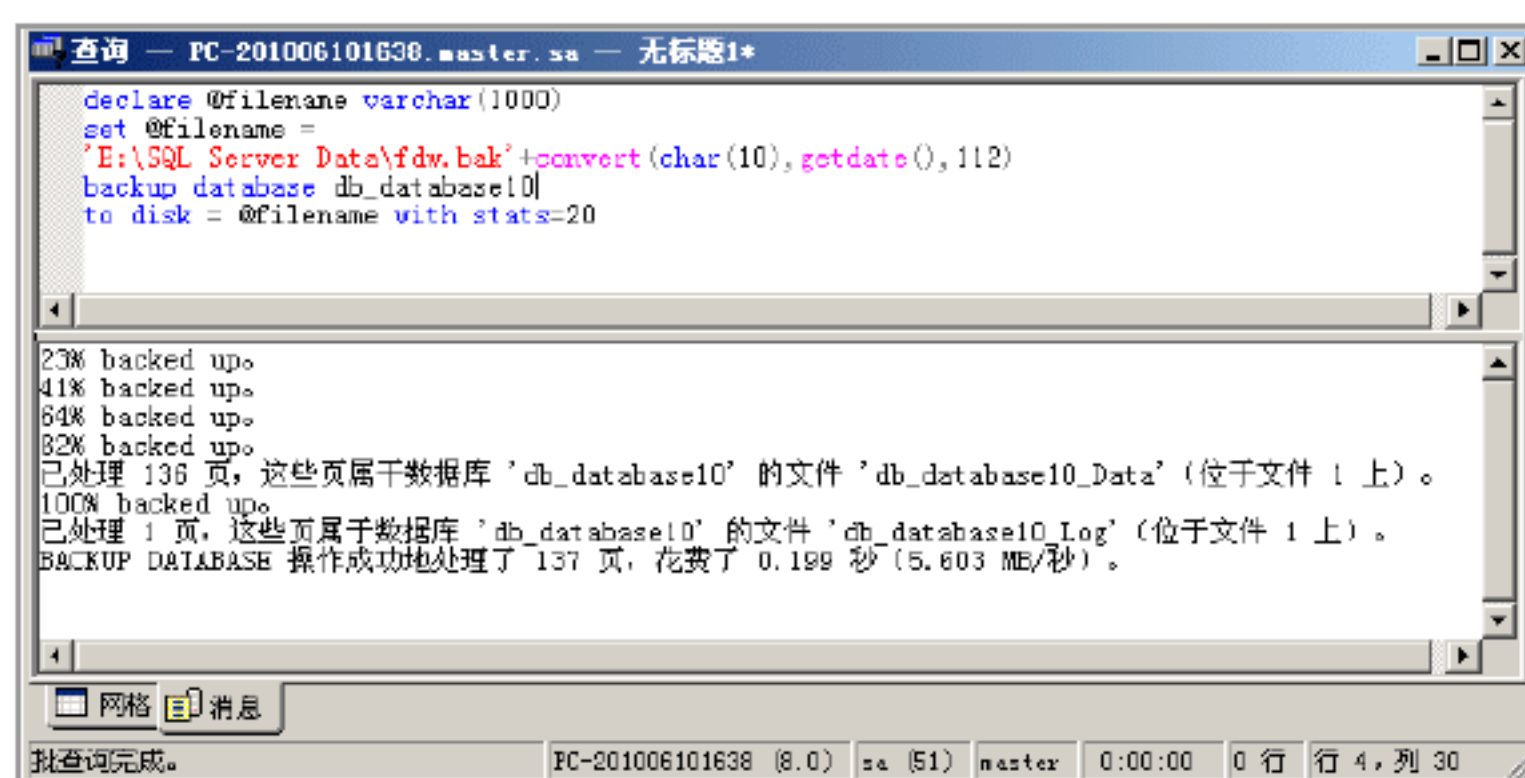 查询 — PC-201006101638.master.sa — 无标题1*
declare @filename varchar(1000)
set @filename =
'E:\SQL Server Data\fdw.bak'+convert(char(10),getdate(),112)
backup database db_database10
to disk = @filename with stats=20
23% backed up。
41% backed up。
64% backed up。
82% backed up。
已处理 136 页，这些页属于数据库 'db_database10' 的文件 'db_database10_Data'（位于文件 1 上）。
100% backed up。
已处理 1 页，这些页属于数据库 'db_database10' 的文件 'db_database10_Log'（位于文件 1 上）。
BACKUP DATABASE 操作成功地处理了 137 页，花费了 0.199 秒（5.603 MB/秒）。
网格 消息
批查询完成。 PC-201006101638 (8.0) sa (51) master 0:00:00 0 行 行 4，列 30